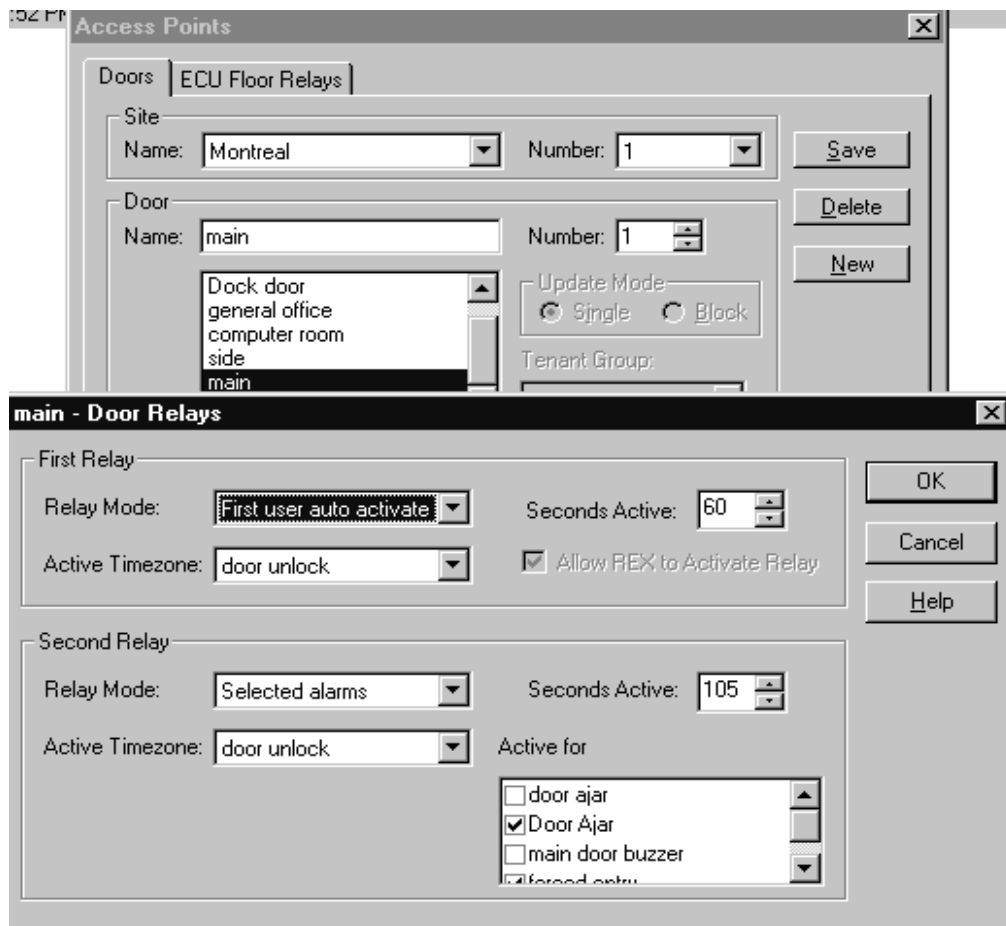 :52 PM
Access Points
Doors
ECU Floor Relays
Site
Name: Montreal Number: 1
Save
Door
Delete
Name: main Number: 1
New
Dock door
general office
computer room
side
main
Update Mode
Single Block
Tenant Group:
main - Door Relays
First Relay
OK
Relay Mode: First user auto activate Seconds Active: 60
Cancel
Active Timezone: door unlock Allow REX to Activate Relay
Help
Second Relay
Relay Mode: Selected alarms Seconds Active: 105
Active Timezone: door unlock Active for
door ajar
Door Ajar
main door buzzer
forced entry